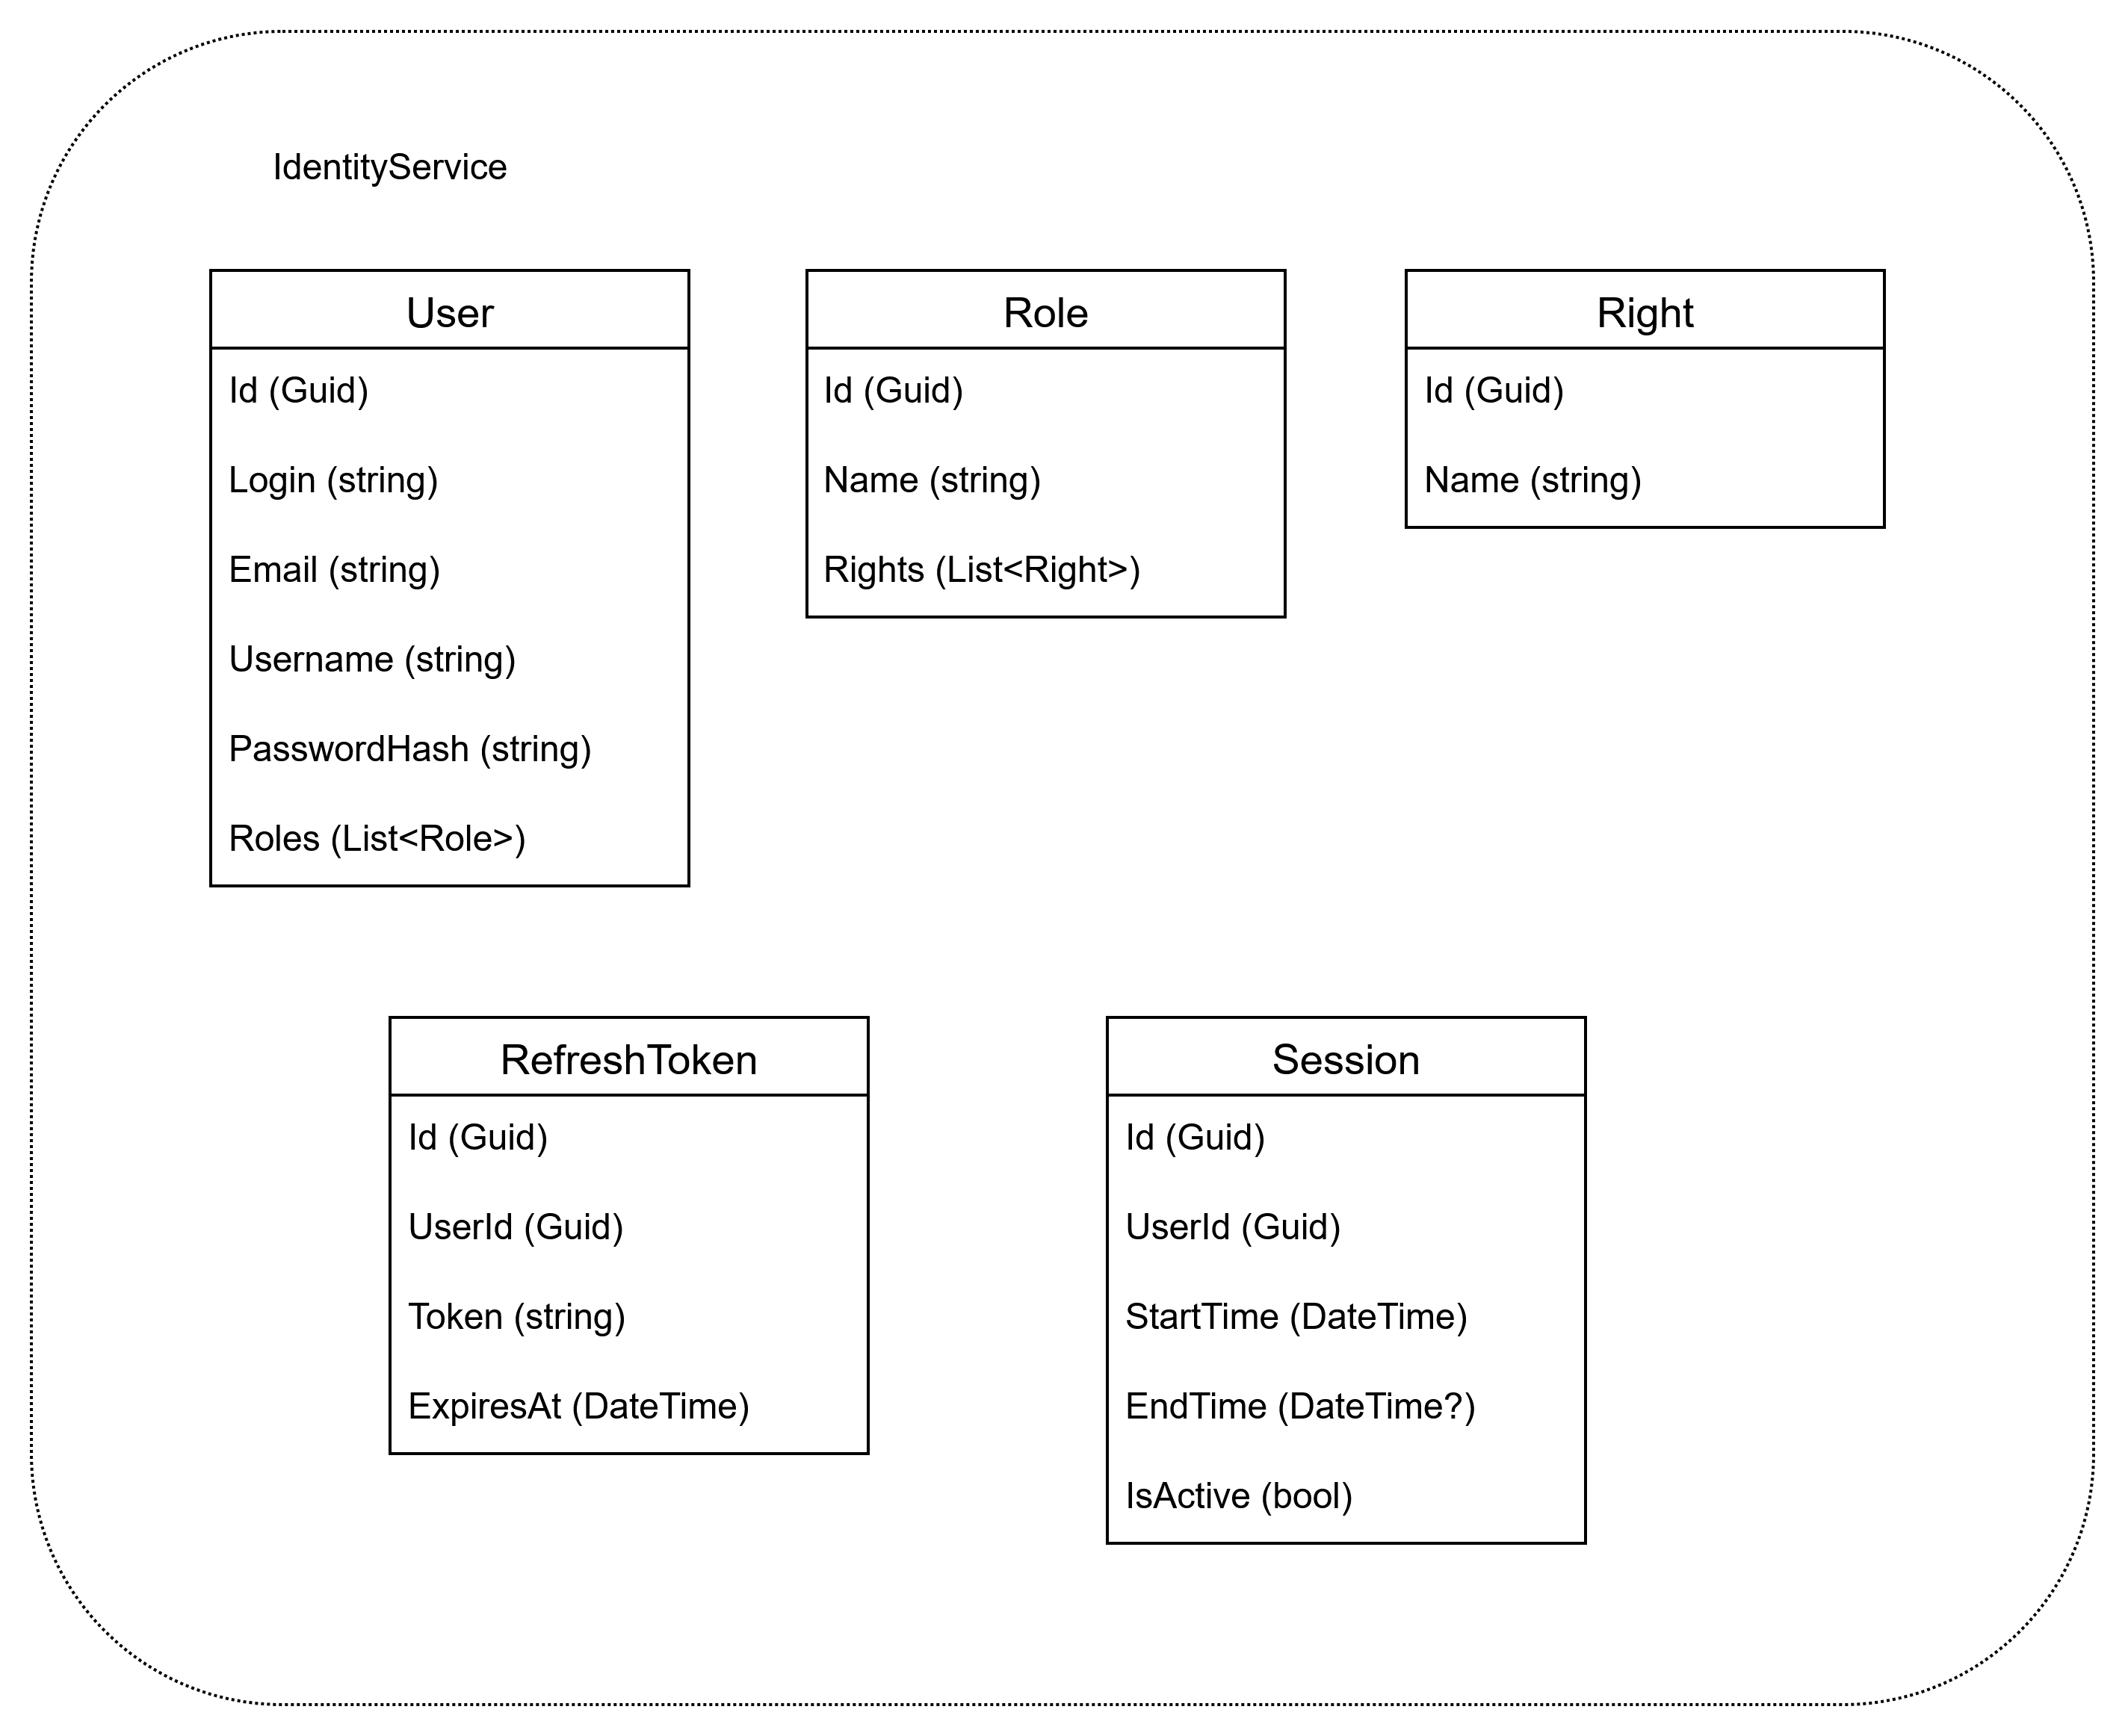 IdentityService
User
Id (Guid)
Login (string)
Email (string)
Username (string)
PasswordHash (string)
Roles (List<Role>)
Role
Id (Guid)
Name (string)
Rights (List<Right>)
Right
Id (Guid)
Name (string)
RefreshToken
Id (Guid)
UserId (Guid)
Token (string)
ExpiresAt (DateTime)
Session
Id (Guid)
UserId (Guid)
StartTime (DateTime)
EndTime (DateTime?)
IsActive (bool)